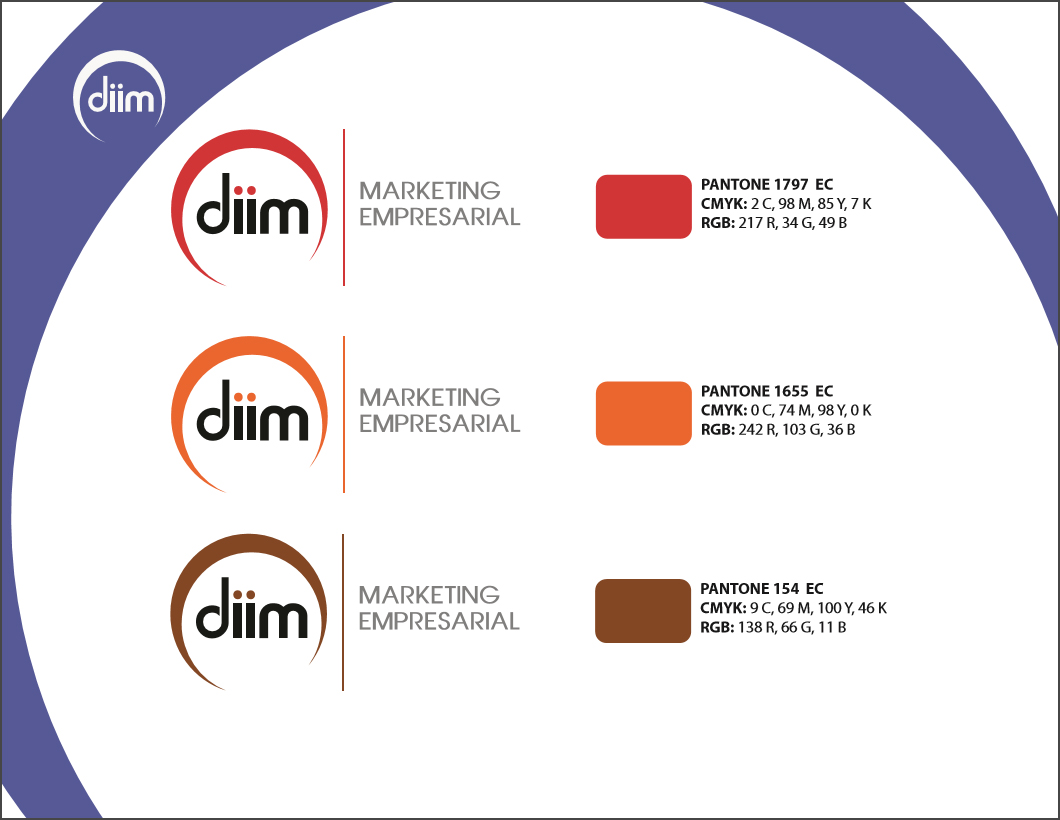 diim
diim
MARKETING
EMPRESARIAL
PANTONE 1797 EC
CMYK: 2 C, 98 M, 85 Y, 7 K
RGB: 217 R, 34 G, 49 B
diim
MARKETING
EMPRESARIAL
PANTONE 1655 EC
CMYK: 0 C, 74 M, 98 Y, 0 K
RGB: 242 R, 103 G, 36 B
diim
MARKETING
EMPRESARIAL
PANTONE 154 EC
CMYK: 9 C, 69 M, 100 Y, 46 K
RGB: 138 R, 66 G, 11 B